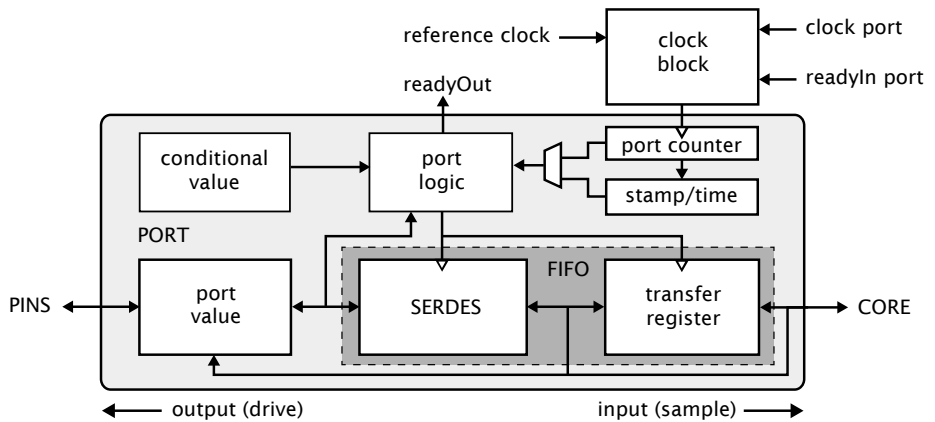 reference clock
clock
block
clock port
readyIn port
readyOut
conditional
value
port
logic
port counter
stamp/time
PORT
FIFO
PINS
port
value
SERDES
transfer
register
CORE
output (drive)
input (sample)